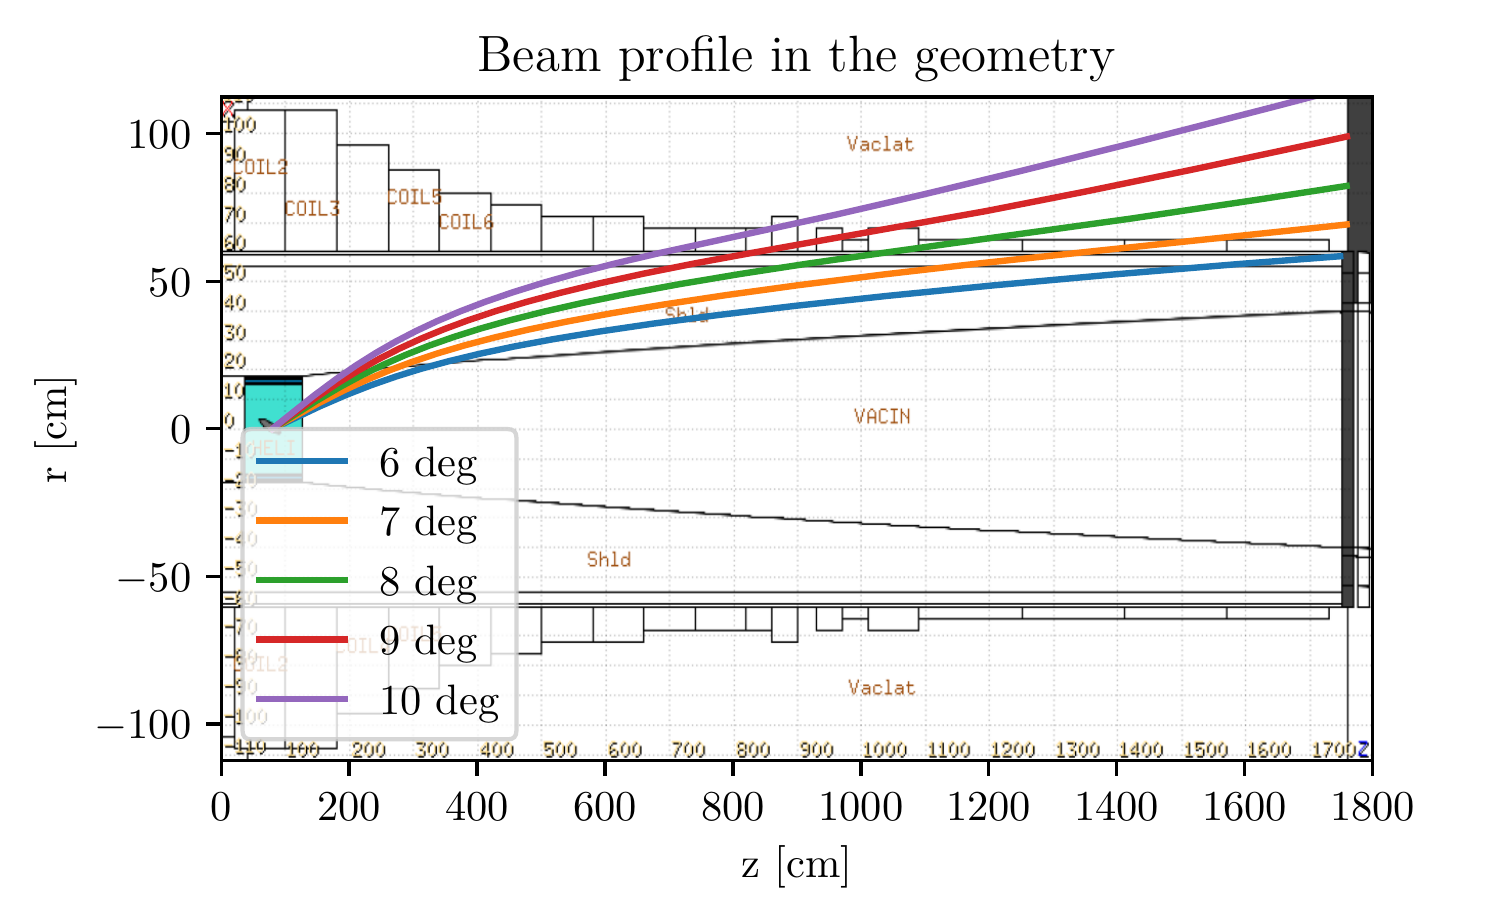 Beam profile in the geometry
r [cm]
100
50
0
−50
−100
X
100
90
80
70
60
50
40
30
20
10
0
COIL2
COIL3
COIL5
COIL6
Vaclat
Shld
VACIN
HELI
6 deg
7 deg
8 deg
9 deg
10 deg
Shld
COIL2
Vaclat
100 200 300 400 500 600 700 800 900 1000 1100 1200 1300 1400 1500 1600 1700 Z
0 200 400 600 800 1000 1200 1400 1600 1800
z [cm]